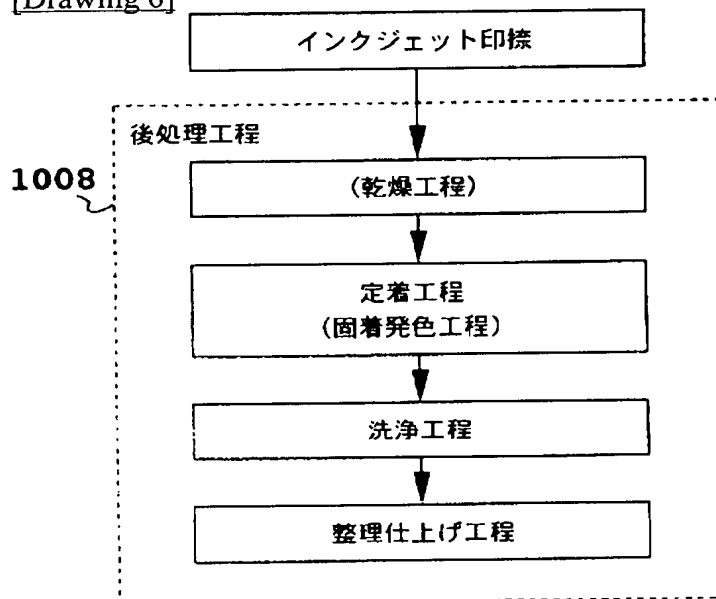 [Drawing 6]
インクジェット印捺
後処理工程
1008
(乾燥工程)
定着工程
(固着発色工程)
洗浄工程
整理仕上げ工程